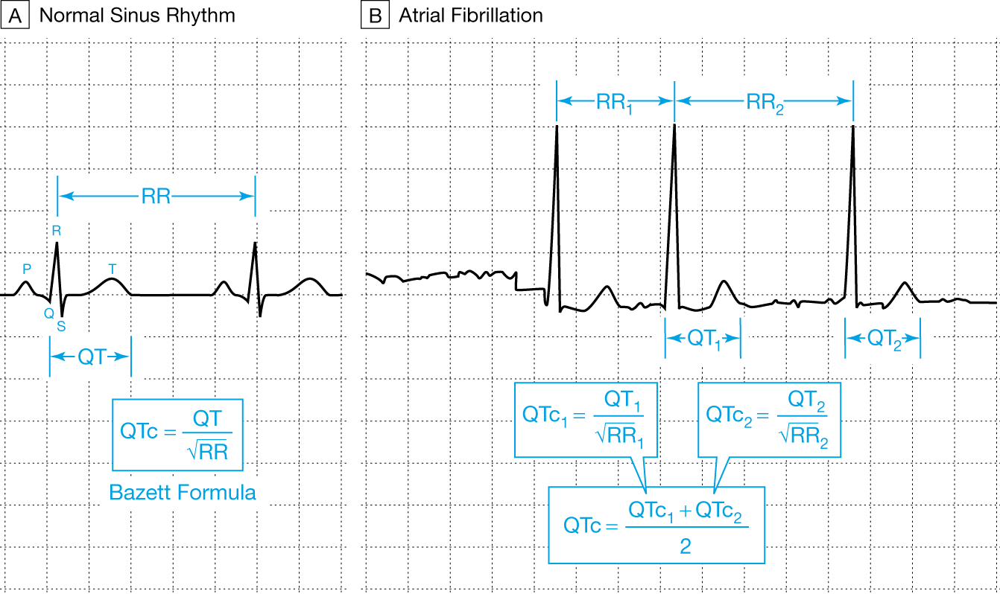 A Normal Sinus Rhythm
RR
R
P
T
Q
S
QT
QTc = QT / √RR
Bazett Formula
B Atrial Fibrillation
RR₁
RR₂
QT₁
QT₂
QTc₁ = QT₁ / √RR₁
QTc₂ = QT₂ / √RR₂
QTc = QTc₁ + QTc₂ / 2